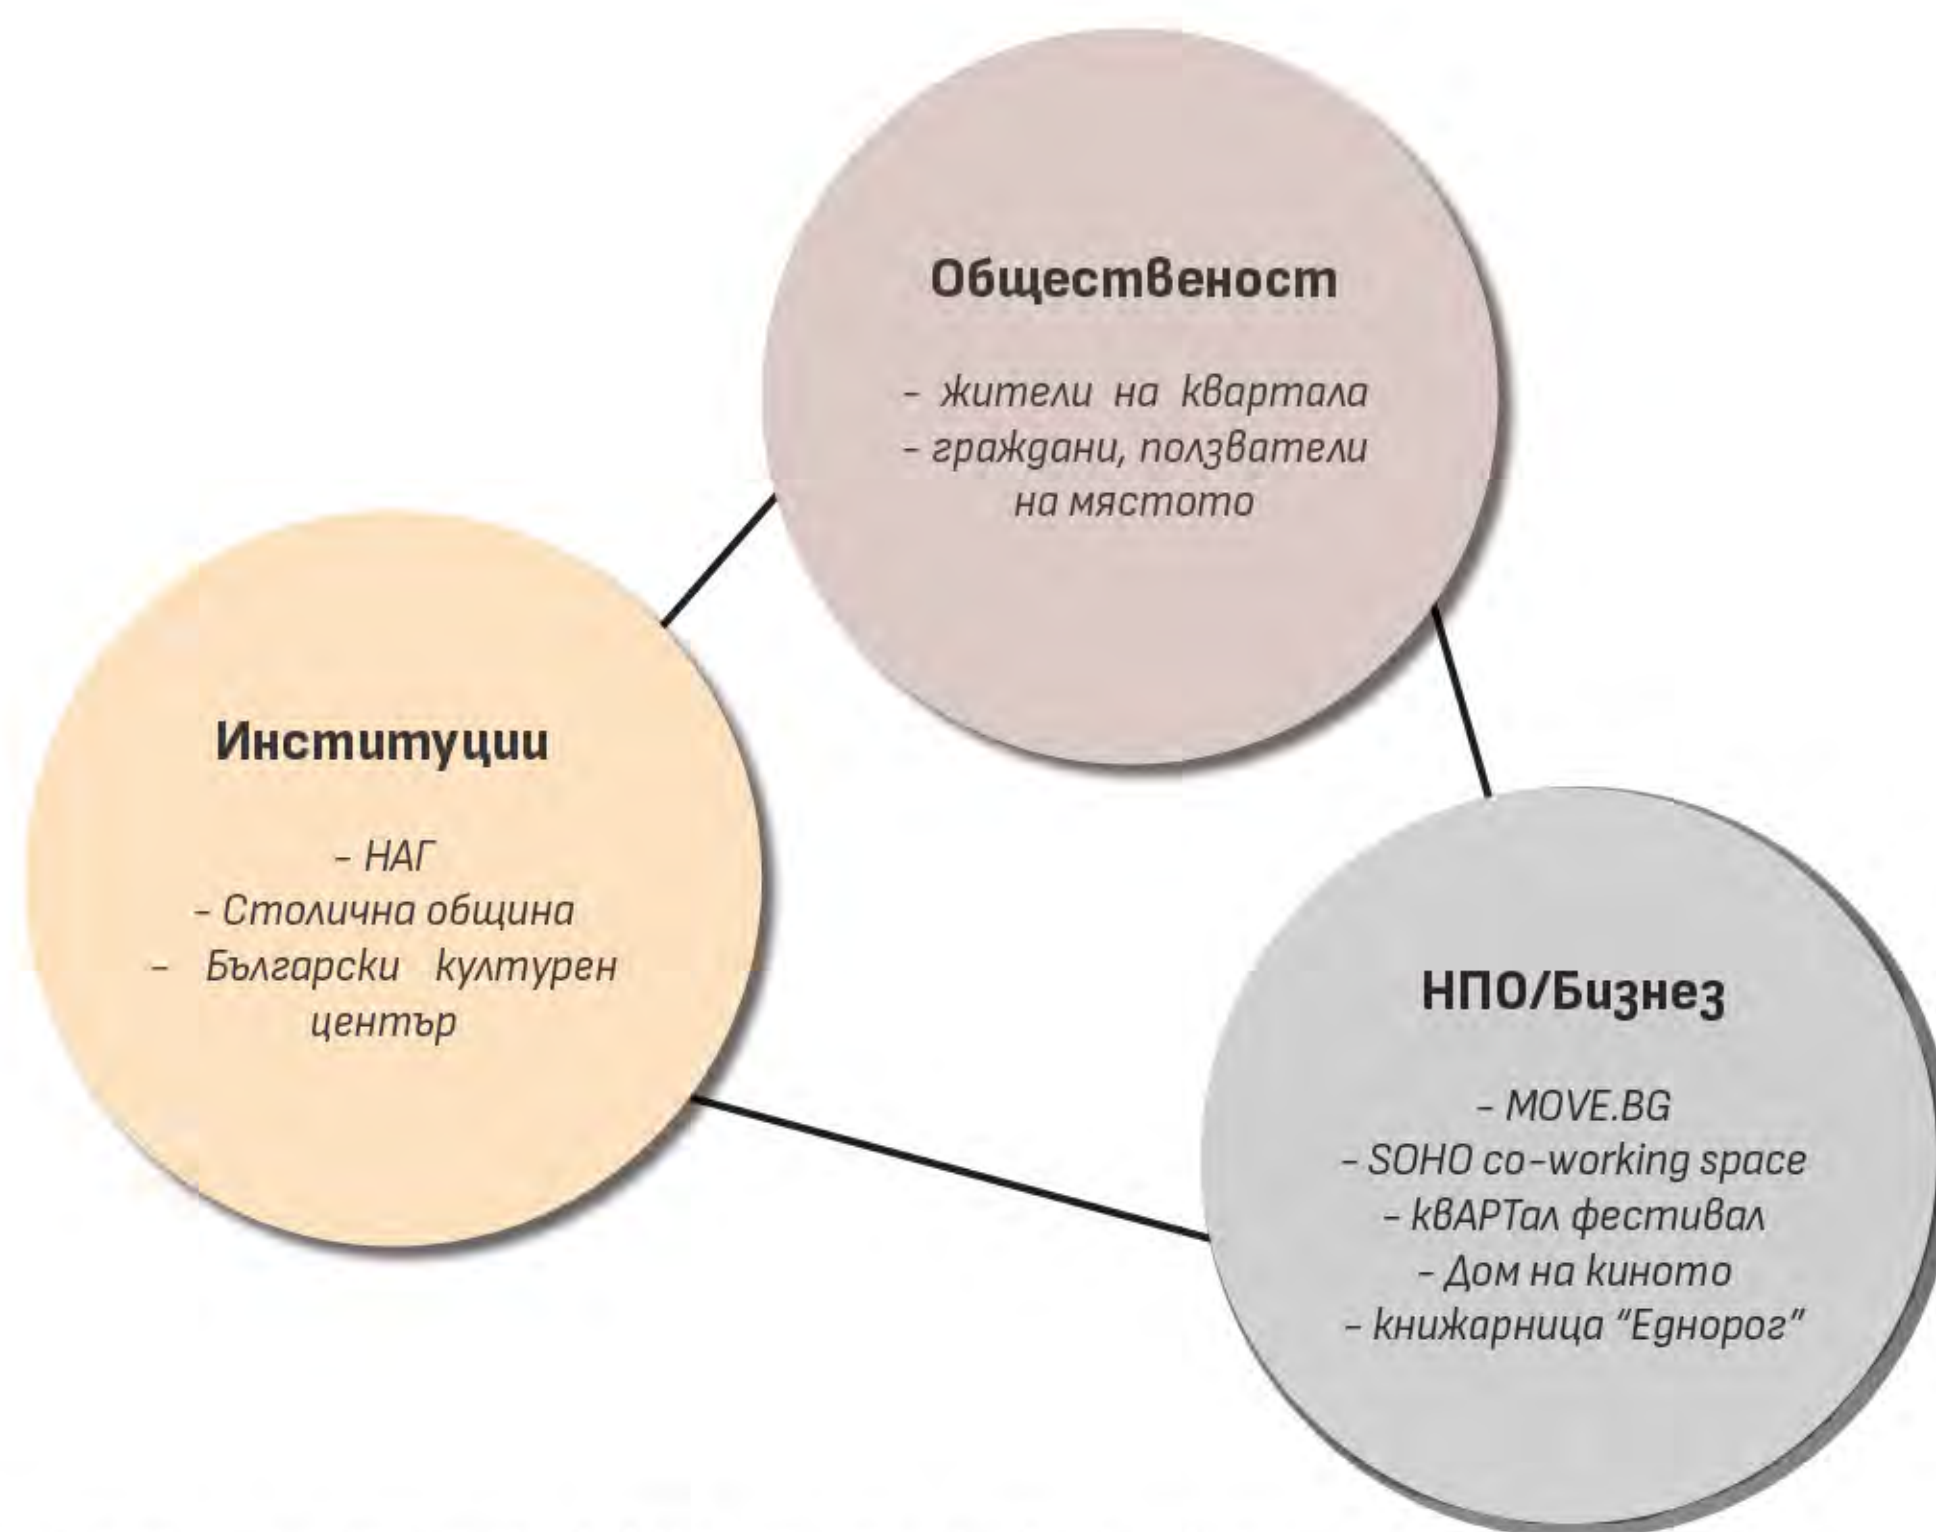 Общественост
- жители на квартала
- граждани, ползватели
на мястото
Институции
- НАГ
- Столична община
- Български културен
център
НПО/Бизнез
- MOVE.BG
- SOHO co-working space
- квАРТал фестивал
- Дом на киното
- книжарница “Еднорог”